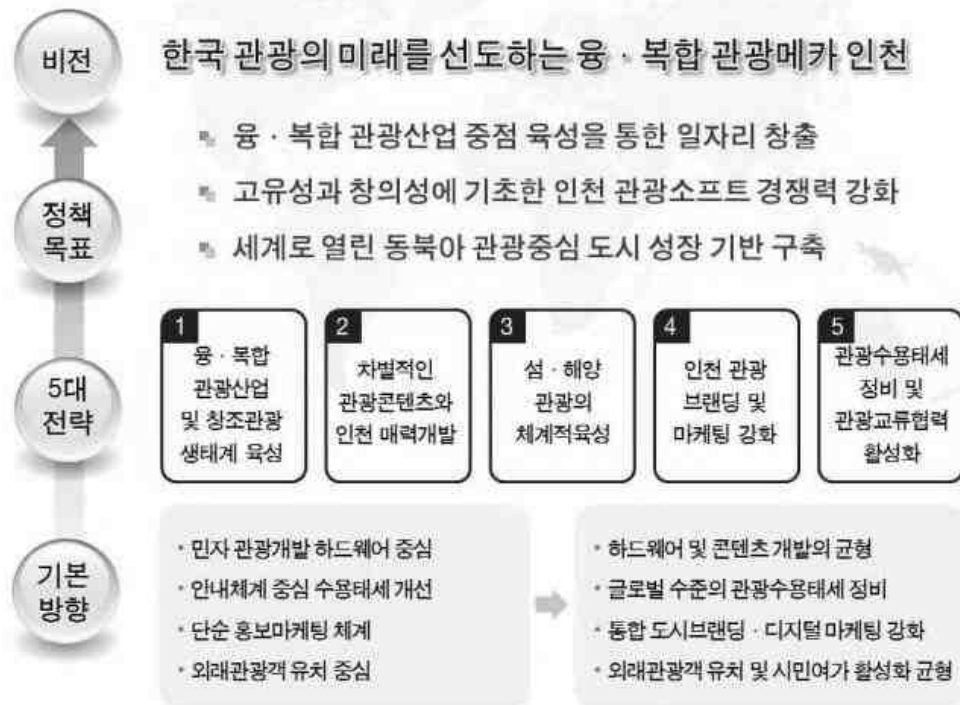 비전
한국 관광의 미래를 선도하는 융 · 복합 관광메카 인천
정책
목표
융 · 복합 관광산업 중점 육성을 통한 일자리 창출
고유성과 창의성에 기초한 인천 관광소프트 경쟁력 강화
세계로 열린 동북아 관광중심 도시 성장 기반 구축
5대
전략
1
융 · 복합
관광산업
및 창조관광
생태계 육성
2
차별적인
관광콘텐츠와
인천 매력개발
3
섬 · 해양
관광의
체계적육성
4
인천 관광
브랜딩 및
마케팅 강화
5
관광수용태세
정비 및
관광교류협력
활성화
기본
방향
· 민자 관광개발 하드웨어 중심
· 안내체계 중심 수용태세 개선
· 단순 홍보마케팅 체계
· 외래관광객 유치 중심
· 하드웨어 및 콘텐츠 개발의 균형
· 글로벌 수준의 관광수용태세 정비
· 통합 도시브랜딩 · 디지털 마케팅 강화
· 외래관광객 유치 및 시민여가 활성화 균형